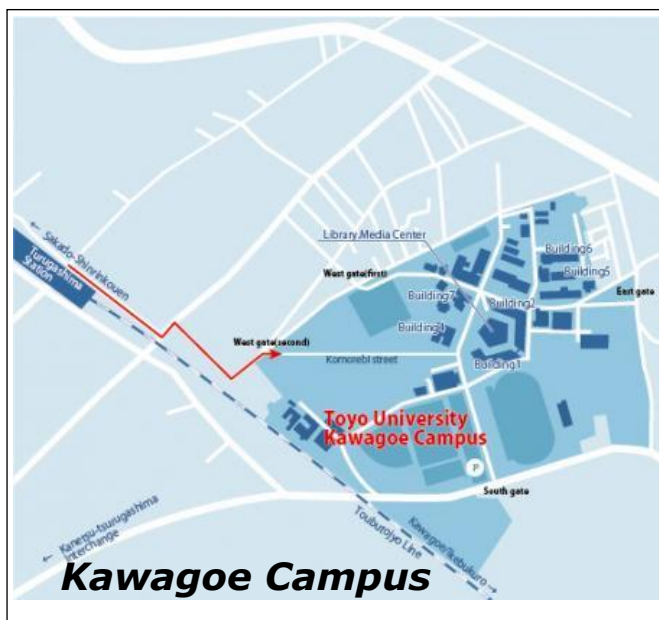 ← Sakado·Shinrinkouen
Turugashima
Station
Library.Media Center
Building6
West gate(first)
Building5
Building7
Building2
East gate
Building4
West gate(second)
Komorebi street
Building1
Toyo University
Kawagoe Campus
P
South gate
← Kanetsu-tsurugashima
Interchange
Toubutojyo Line
Kawagoe/Ikebukuro →
Kawagoe Campus